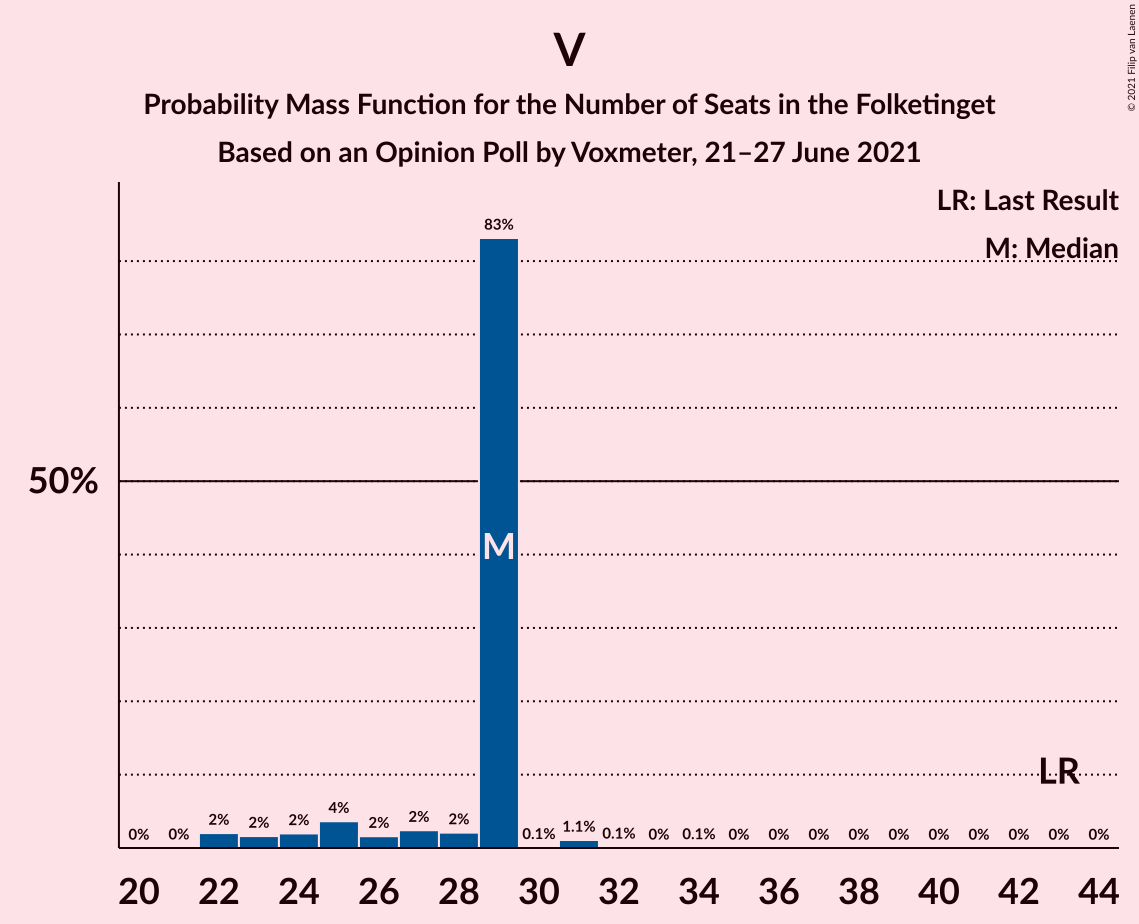 V
Probability Mass Function for the Number of Seats in the Folketinget
Based on an Opinion Poll by Voxmeter, 21–27 June 2021
© 2021 Filip van Laenen
LR: Last Result
M: Median
83%
50%
M
LR
0% 0% 2% 2% 2% 4% 2% 2% 2% 0.1% 1.1% 0.1% 0% 0.1% 0% 0% 0% 0% 0% 0% 0% 0% 0% 0%
20 22 24 26 28 30 32 34 36 38 40 42 44